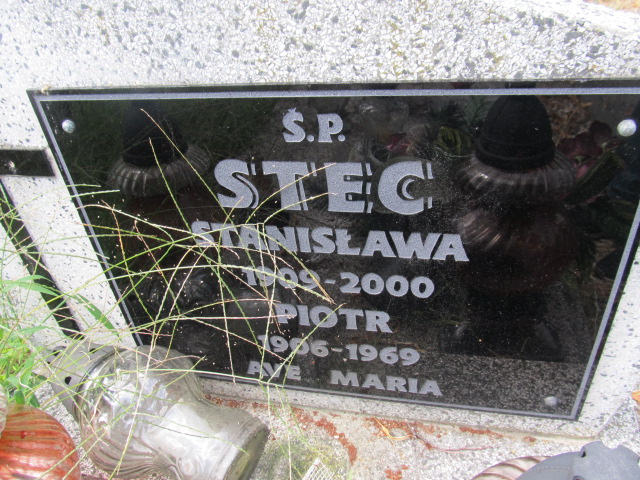 Ś.P.
STEC
STANISŁAWA
1909-2000
PIOTR
1906-1969
AVE MARIA